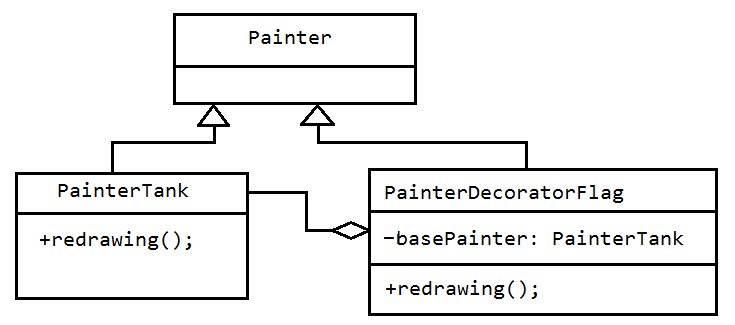 Painter
PainterTank
+redrawing();
PainterDecoratorFlag
−basePainter: PainterTank
+redrawing();